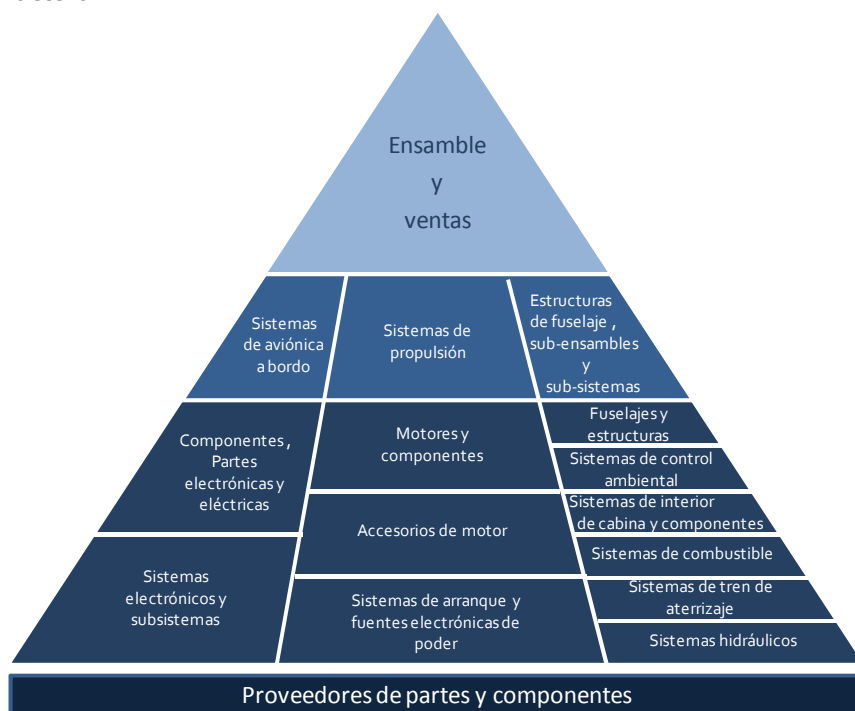 Ensamble
y
ventas
Sistemas
de aviónica
a bordo
Sistemas de
propulsión
Estructuras
de fuselaje ,
sub-ensambles
y
sub-sistemas
Componentes ,
Partes
electrónicas y
eléctricas
Motores y
componentes
Fuselajes y
estructuras
Sistemas de control
ambiental
Accesorios de motor
Sistemas de interior
de cabina y componentes
Sistemas de combustible
Sistemas
electrónicos y
subsistemas
Sistemas de arranque y
fuentes electrónicas de
poder
Sistemas de tren de
aterrizaje
Sistemas hidráulicos
Proveedores de partes y componentes